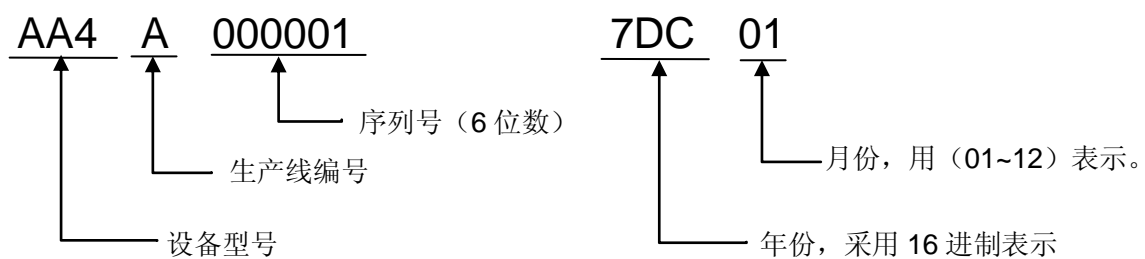 AA4 A 000001 7DC 01
序列号（6 位数）
月份，用（01~12）表示。
生产线编号
设备型号
年份，采用 16 进制表示